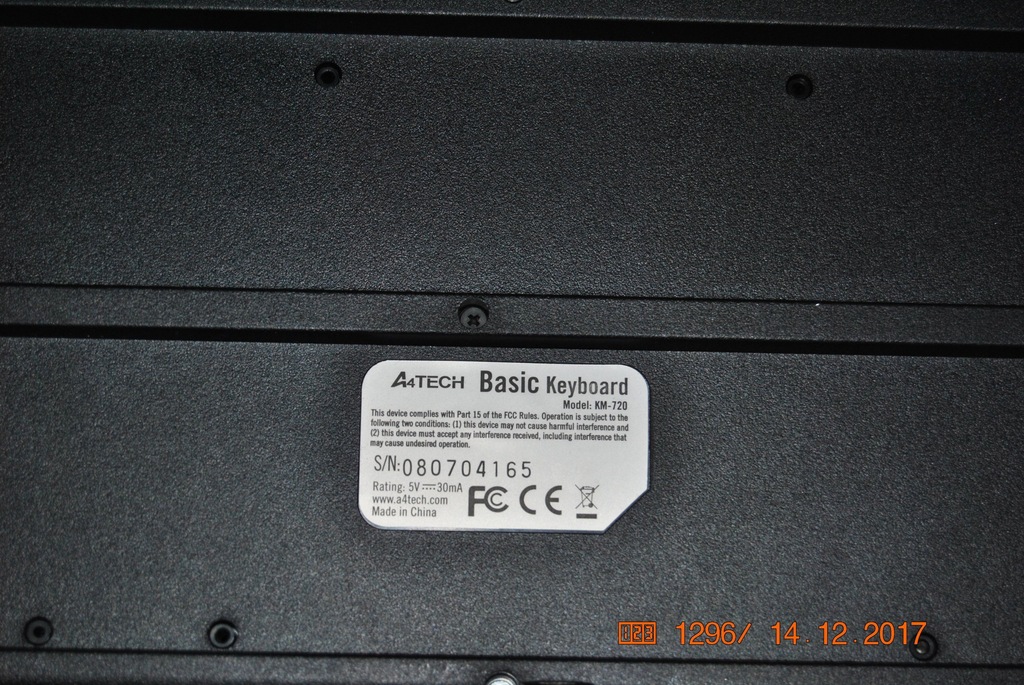 A4TECH Basic Keyboard
Model: KM-720
This device complies with Part 15 of the FCC Rules. Operation is subject to the
following two conditions: (1) this device may not cause harmful interference and
(2) this device must accept any interference received, including interference that
may cause undesired operation.
S/N:080704165
Rating: 5V⎓30mA
www.a4tech.com
Made in China
FC CE
123 1296/ 14.12.2017